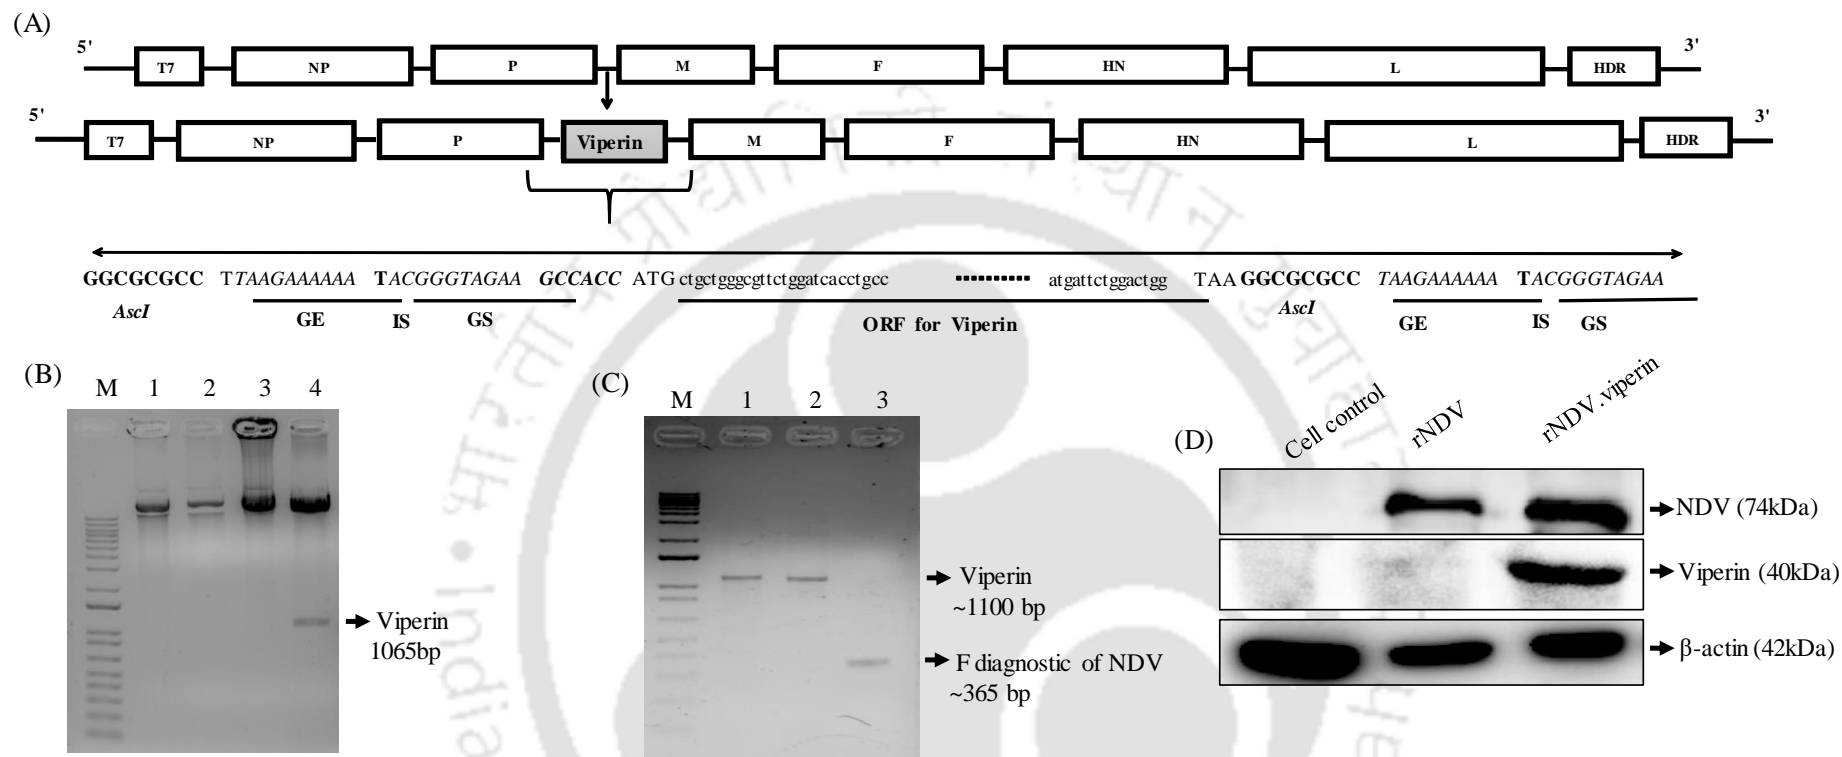 (A)
5' 3'
T7 NP P M F HN L HDR
5' 3'
T7 NP P Viperin M F HN L HDR
GGCGCGCC TTAAGAAAAAA TACGGGTAGAA GCCACC ATG ctgctgggcgttctggatcacctgcc ▪▪▪▪▪▪▪▪▪▪ atgattctggactgg TAA GGCGCGCC TAAGAAAAAA TACGGGTAGAA
AscI GE IS GS ORF for Viperin AscI GE IS GS
(B)
M 1 2 3 4
Viperin
1065bp
(C)
M 1 2 3
Viperin
~1100 bp
F diagnostic of NDV
~365 bp
(D)
Cell control rNDV rNDV.viperin
NDV (74kDa)
Viperin (40kDa)
β-actin (42kDa)
India